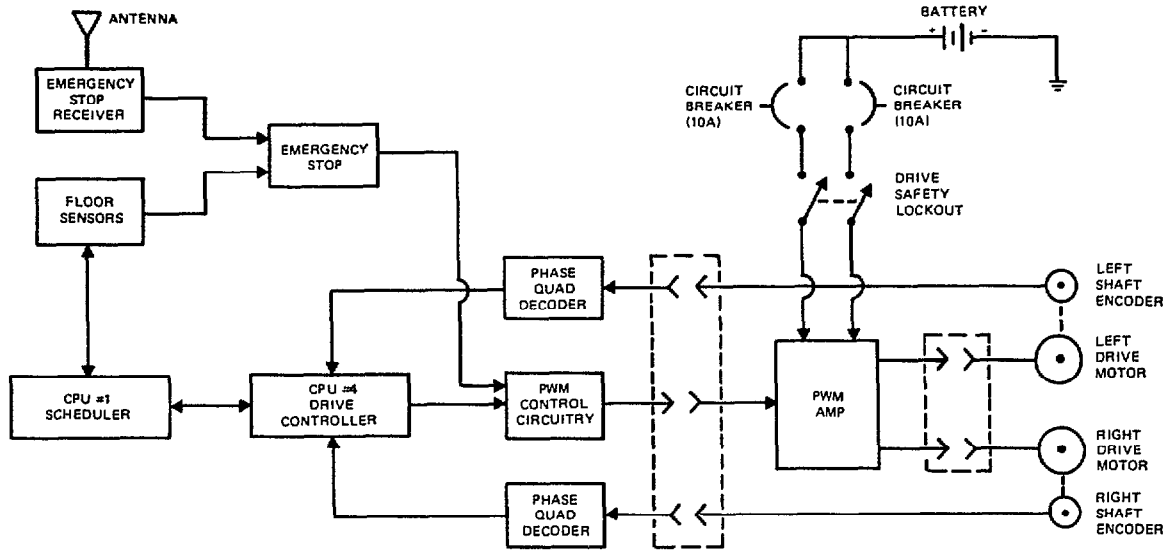 ANTENNA
BATTERY
+
-
EMERGENCY
STOP
RECEIVER
CIRCUIT
BREAKER
(10A)
CIRCUIT
BREAKER
(10A)
EMERGENCY
STOP
FLOOR
SENSORS
DRIVE
SAFETY
LOCKOUT
PHASE
QUAD
DECODER
LEFT
SHAFT
ENCODER
LEFT
DRIVE
MOTOR
CPU #1
SCHEDULER
CPU #4
DRIVE
CONTROLLER
PWM
CONTROL
CIRCUITRY
PWM
AMP
RIGHT
DRIVE
MOTOR
PHASE
QUAD
DECODER
RIGHT
SHAFT
ENCODER